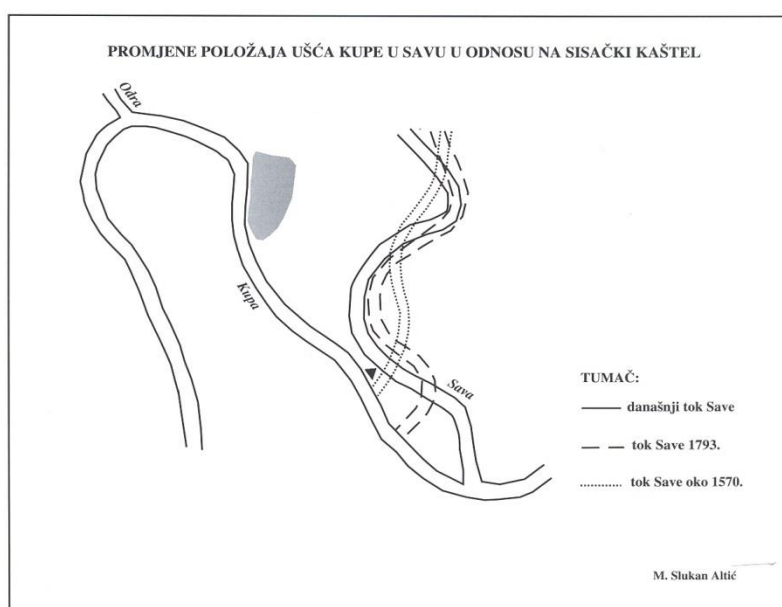 PROMJENE POLOŽAJA UŠĆA KUPE U SAVU U ODNOSU NA SISAČKI KAŠTEL
Odra
Kupa
Sava
TUMAČ:
današnji tok Save
tok Save 1793.
tok Save oko 1570.
M. Slukan Altić